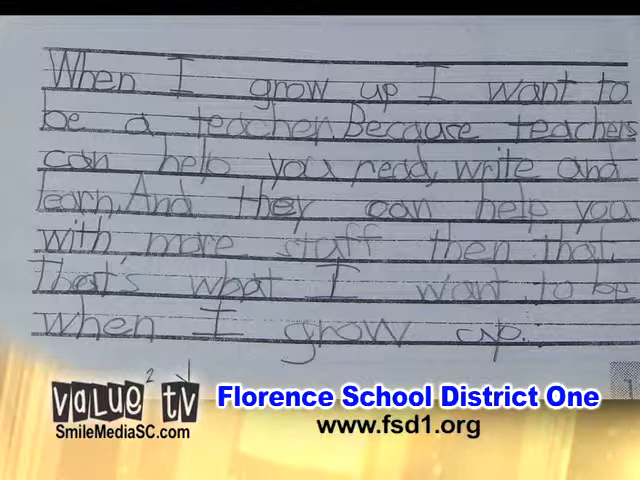 When I grow up I want to
be a teacher. Because teachers
can help you read, write and
learn. And they can help you
with more staff then that.
That's what I want to be
when I grow up.
value 2 tv
SmileMediaSC.com
Florence School District One
www.fsd1.org